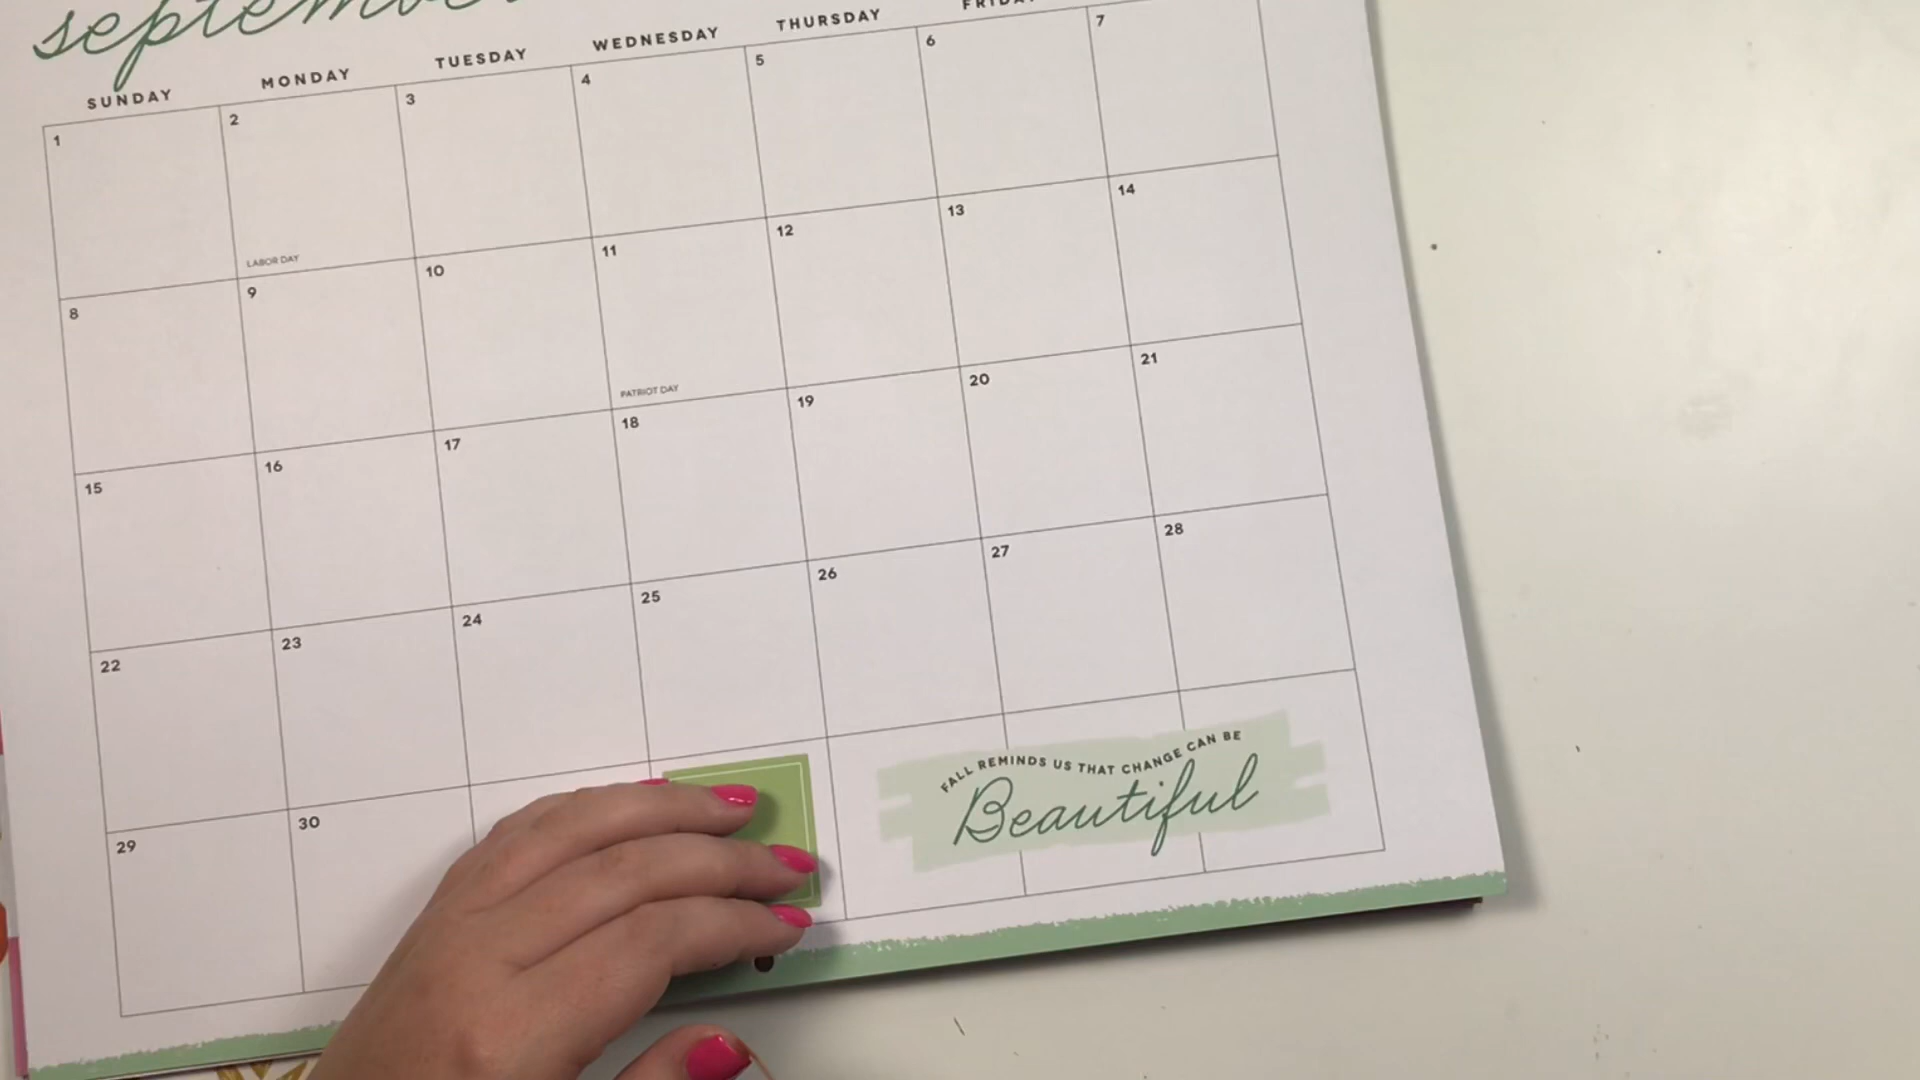 september
SUNDAY MONDAY TUESDAY WEDNESDAY THURSDAY FRIDAY
1 2 3 4 5 6 7
LABOR DAY
8 9 10 11 12 13 14
PATRIOT DAY
15 16 17 18 19 20 21
22 23 24 25 26 27 28
29 30
FALL REMINDS US THAT CHANGE CAN BE
Beautiful